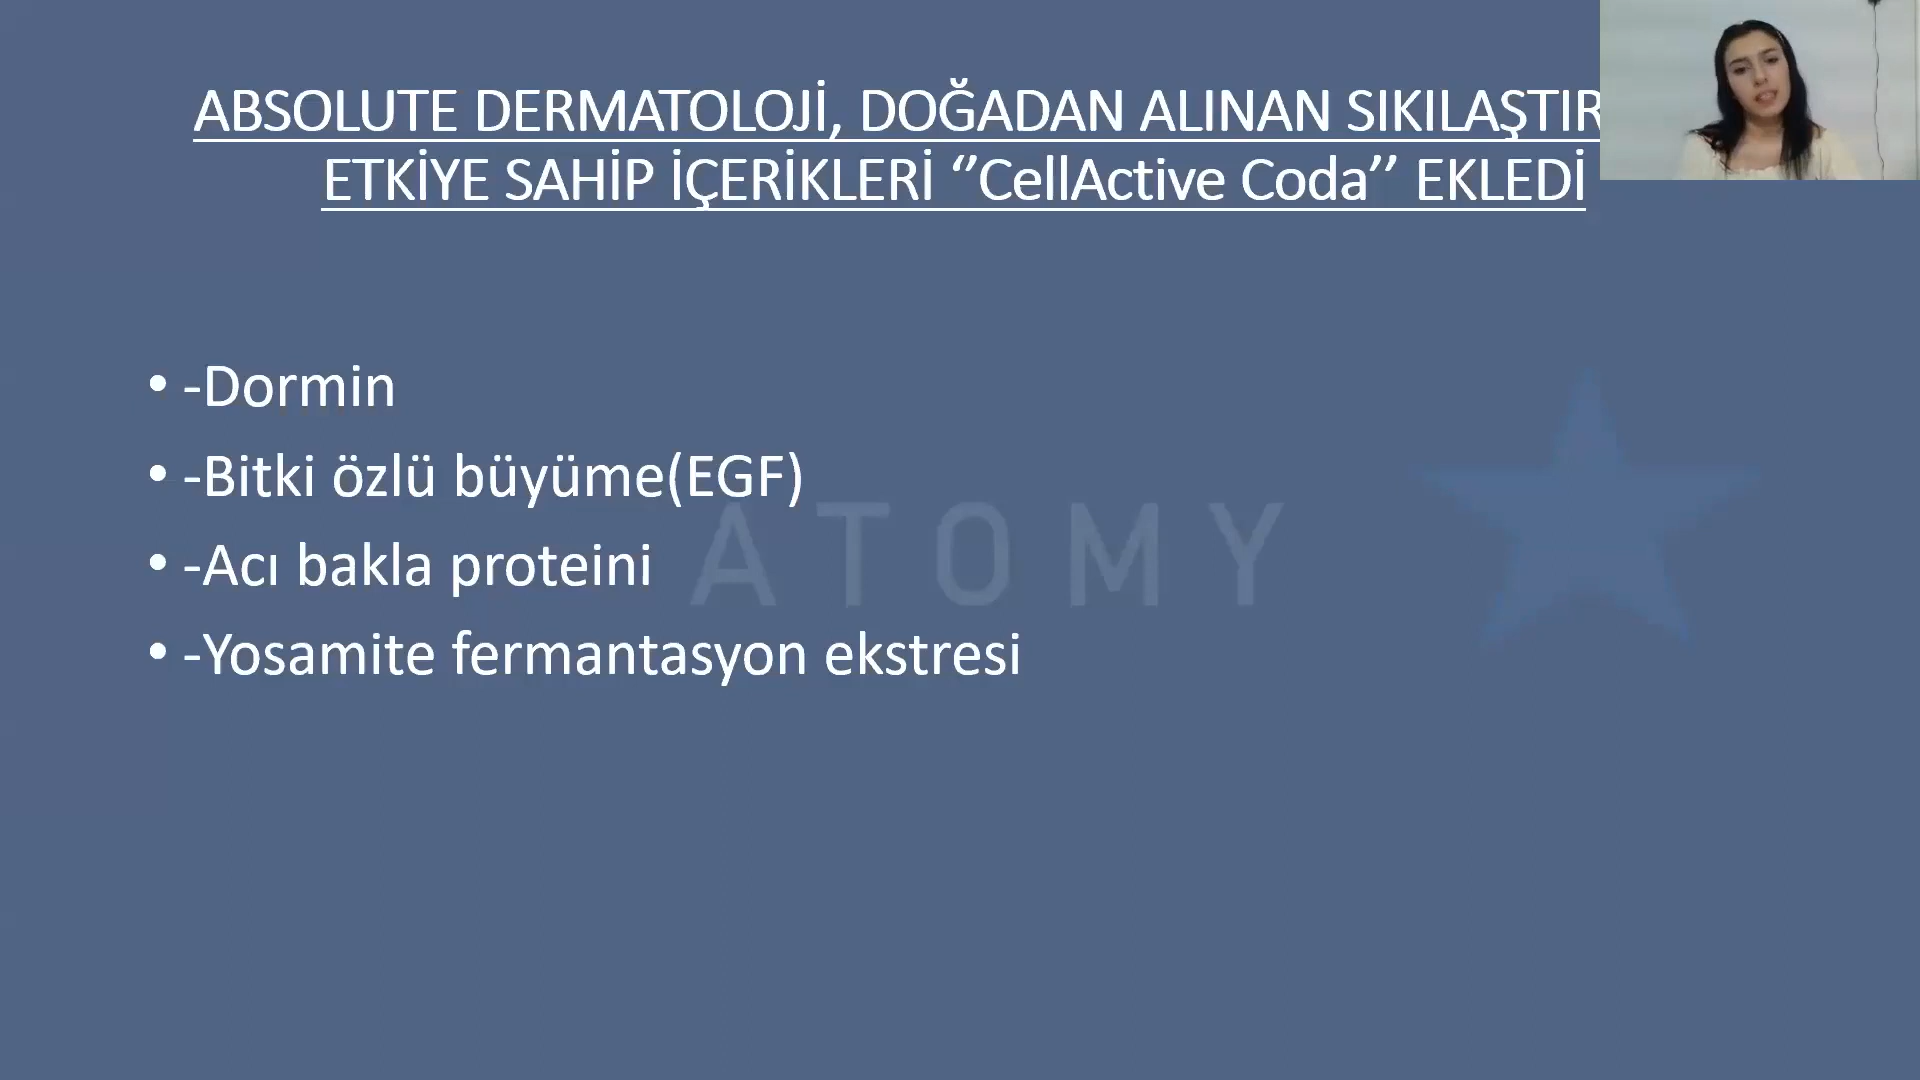 ABSOLUTE DERMATOLOJİ, DOĞADAN ALINAN
ETKİYE SAHİP İÇERİKLERİ ‘’CellActive Coda’’ EKLEDİ
• -Dormin
• -Bitki özlü büyüme(EGF)
• -Acı bakla proteini
• -Yosamite fermantasyon ekstresi
ATOMY